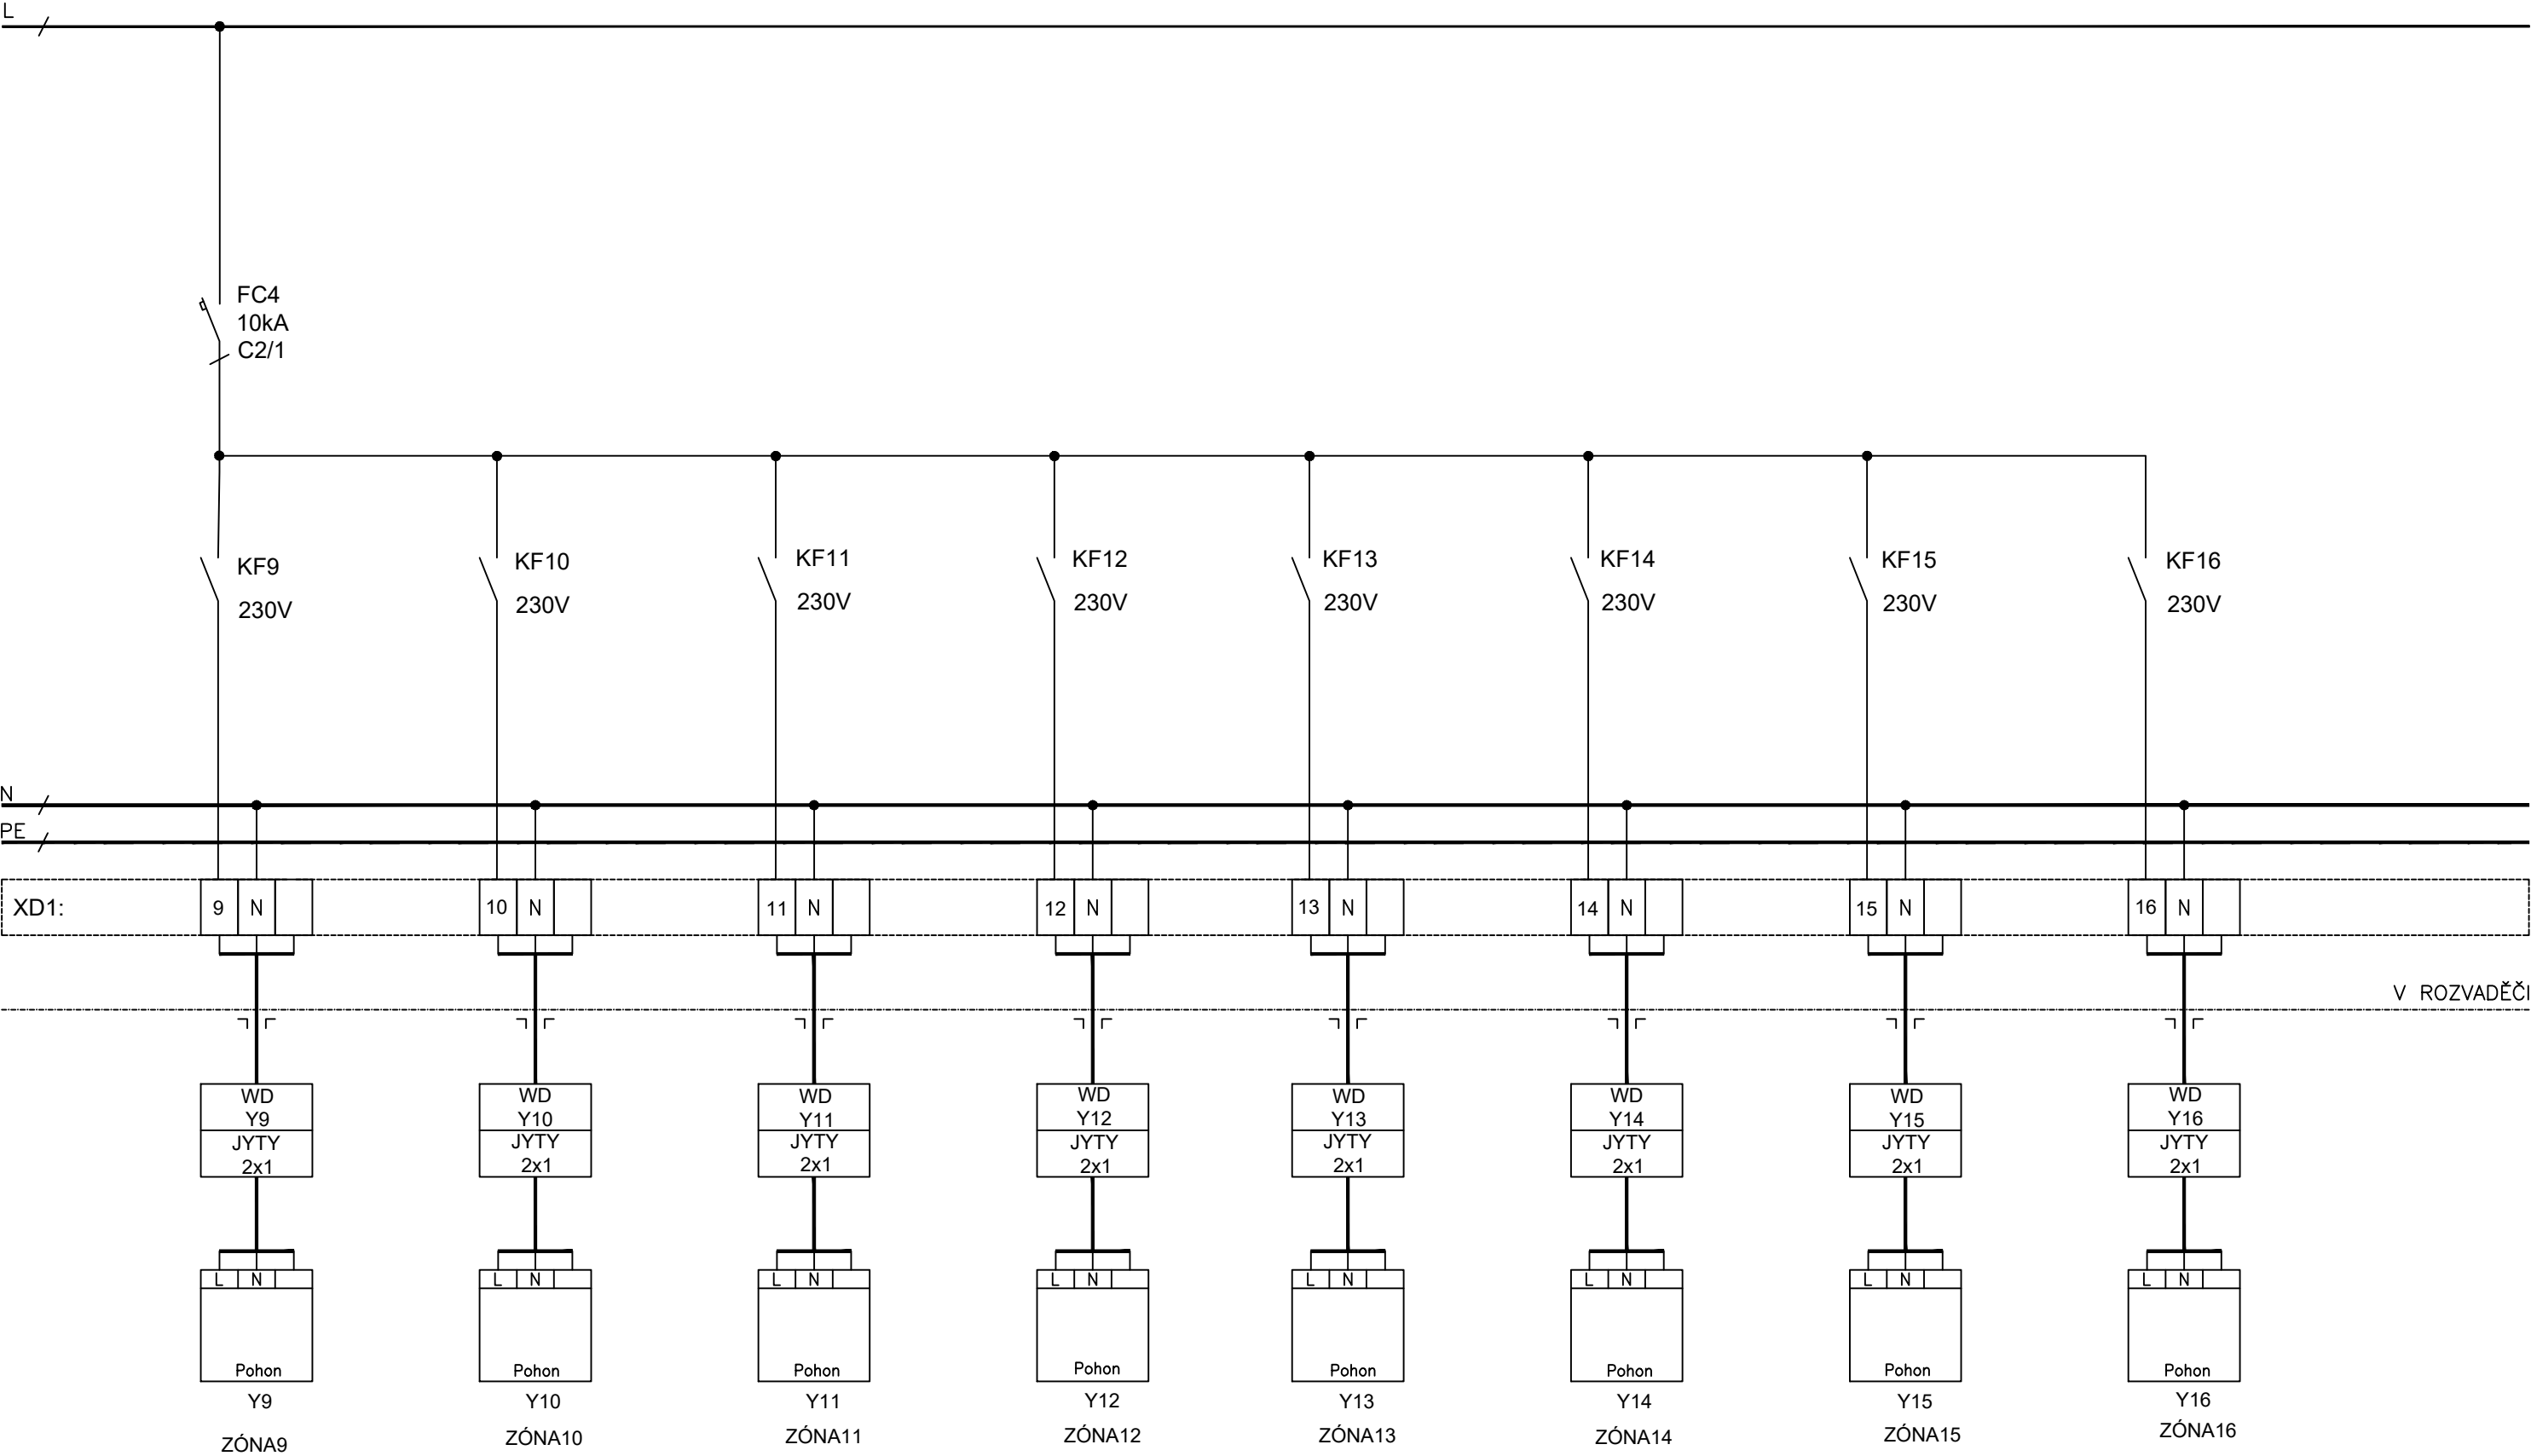 L
FC4
10kA
C2/1
KF9
230V
KF10
230V
KF11
230V
KF12
230V
KF13
230V
KF14
230V
KF15
230V
KF16
230V
N
PE
XD1:
9 N
10 N
11 N
12 N
13 N
14 N
15 N
16 N
V ROZVADĚČI
WD
Y9
JYTY
2x1
WD
Y10
JYTY
2x1
WD
Y11
JYTY
2x1
WD
Y12
JYTY
2x1
WD
Y13
JYTY
2x1
WD
Y14
JYTY
2x1
WD
Y15
JYTY
2x1
WD
Y16
JYTY
2x1
L N
Pohon
Y9
ZÓNA9
L N
Pohon
Y10
ZÓNA10
L N
Pohon
Y11
ZÓNA11
L N
Pohon
Y12
ZÓNA12
L N
Pohon
Y13
ZÓNA13
L N
Pohon
Y14
ZÓNA14
L N
Pohon
Y15
ZÓNA15
L N
Pohon
Y16
ZÓNA16